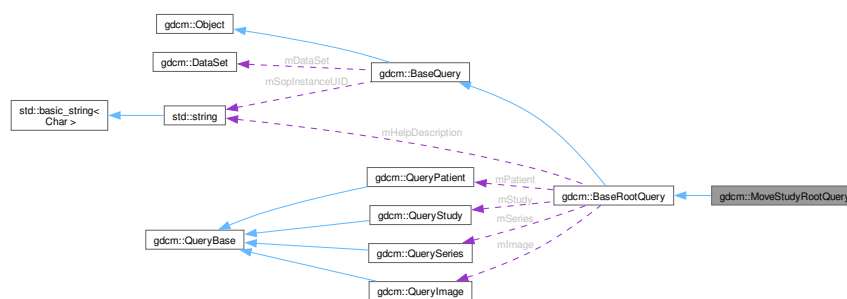 gdcm::Object
gdcm::DataSet
mDataSet
gdcm::BaseQuery
mSopInstanceUID
std::basic_string<
Char >
std::string
mHelpDescription
gdcm::QueryPatient
mPatient
gdcm::BaseRootQuery
gdcm::MoveStudyRootQuery
mStudy
gdcm::QueryStudy
mSeries
gdcm::QueryBase
gdcm::QuerySeries
mImage
gdcm::QueryImage